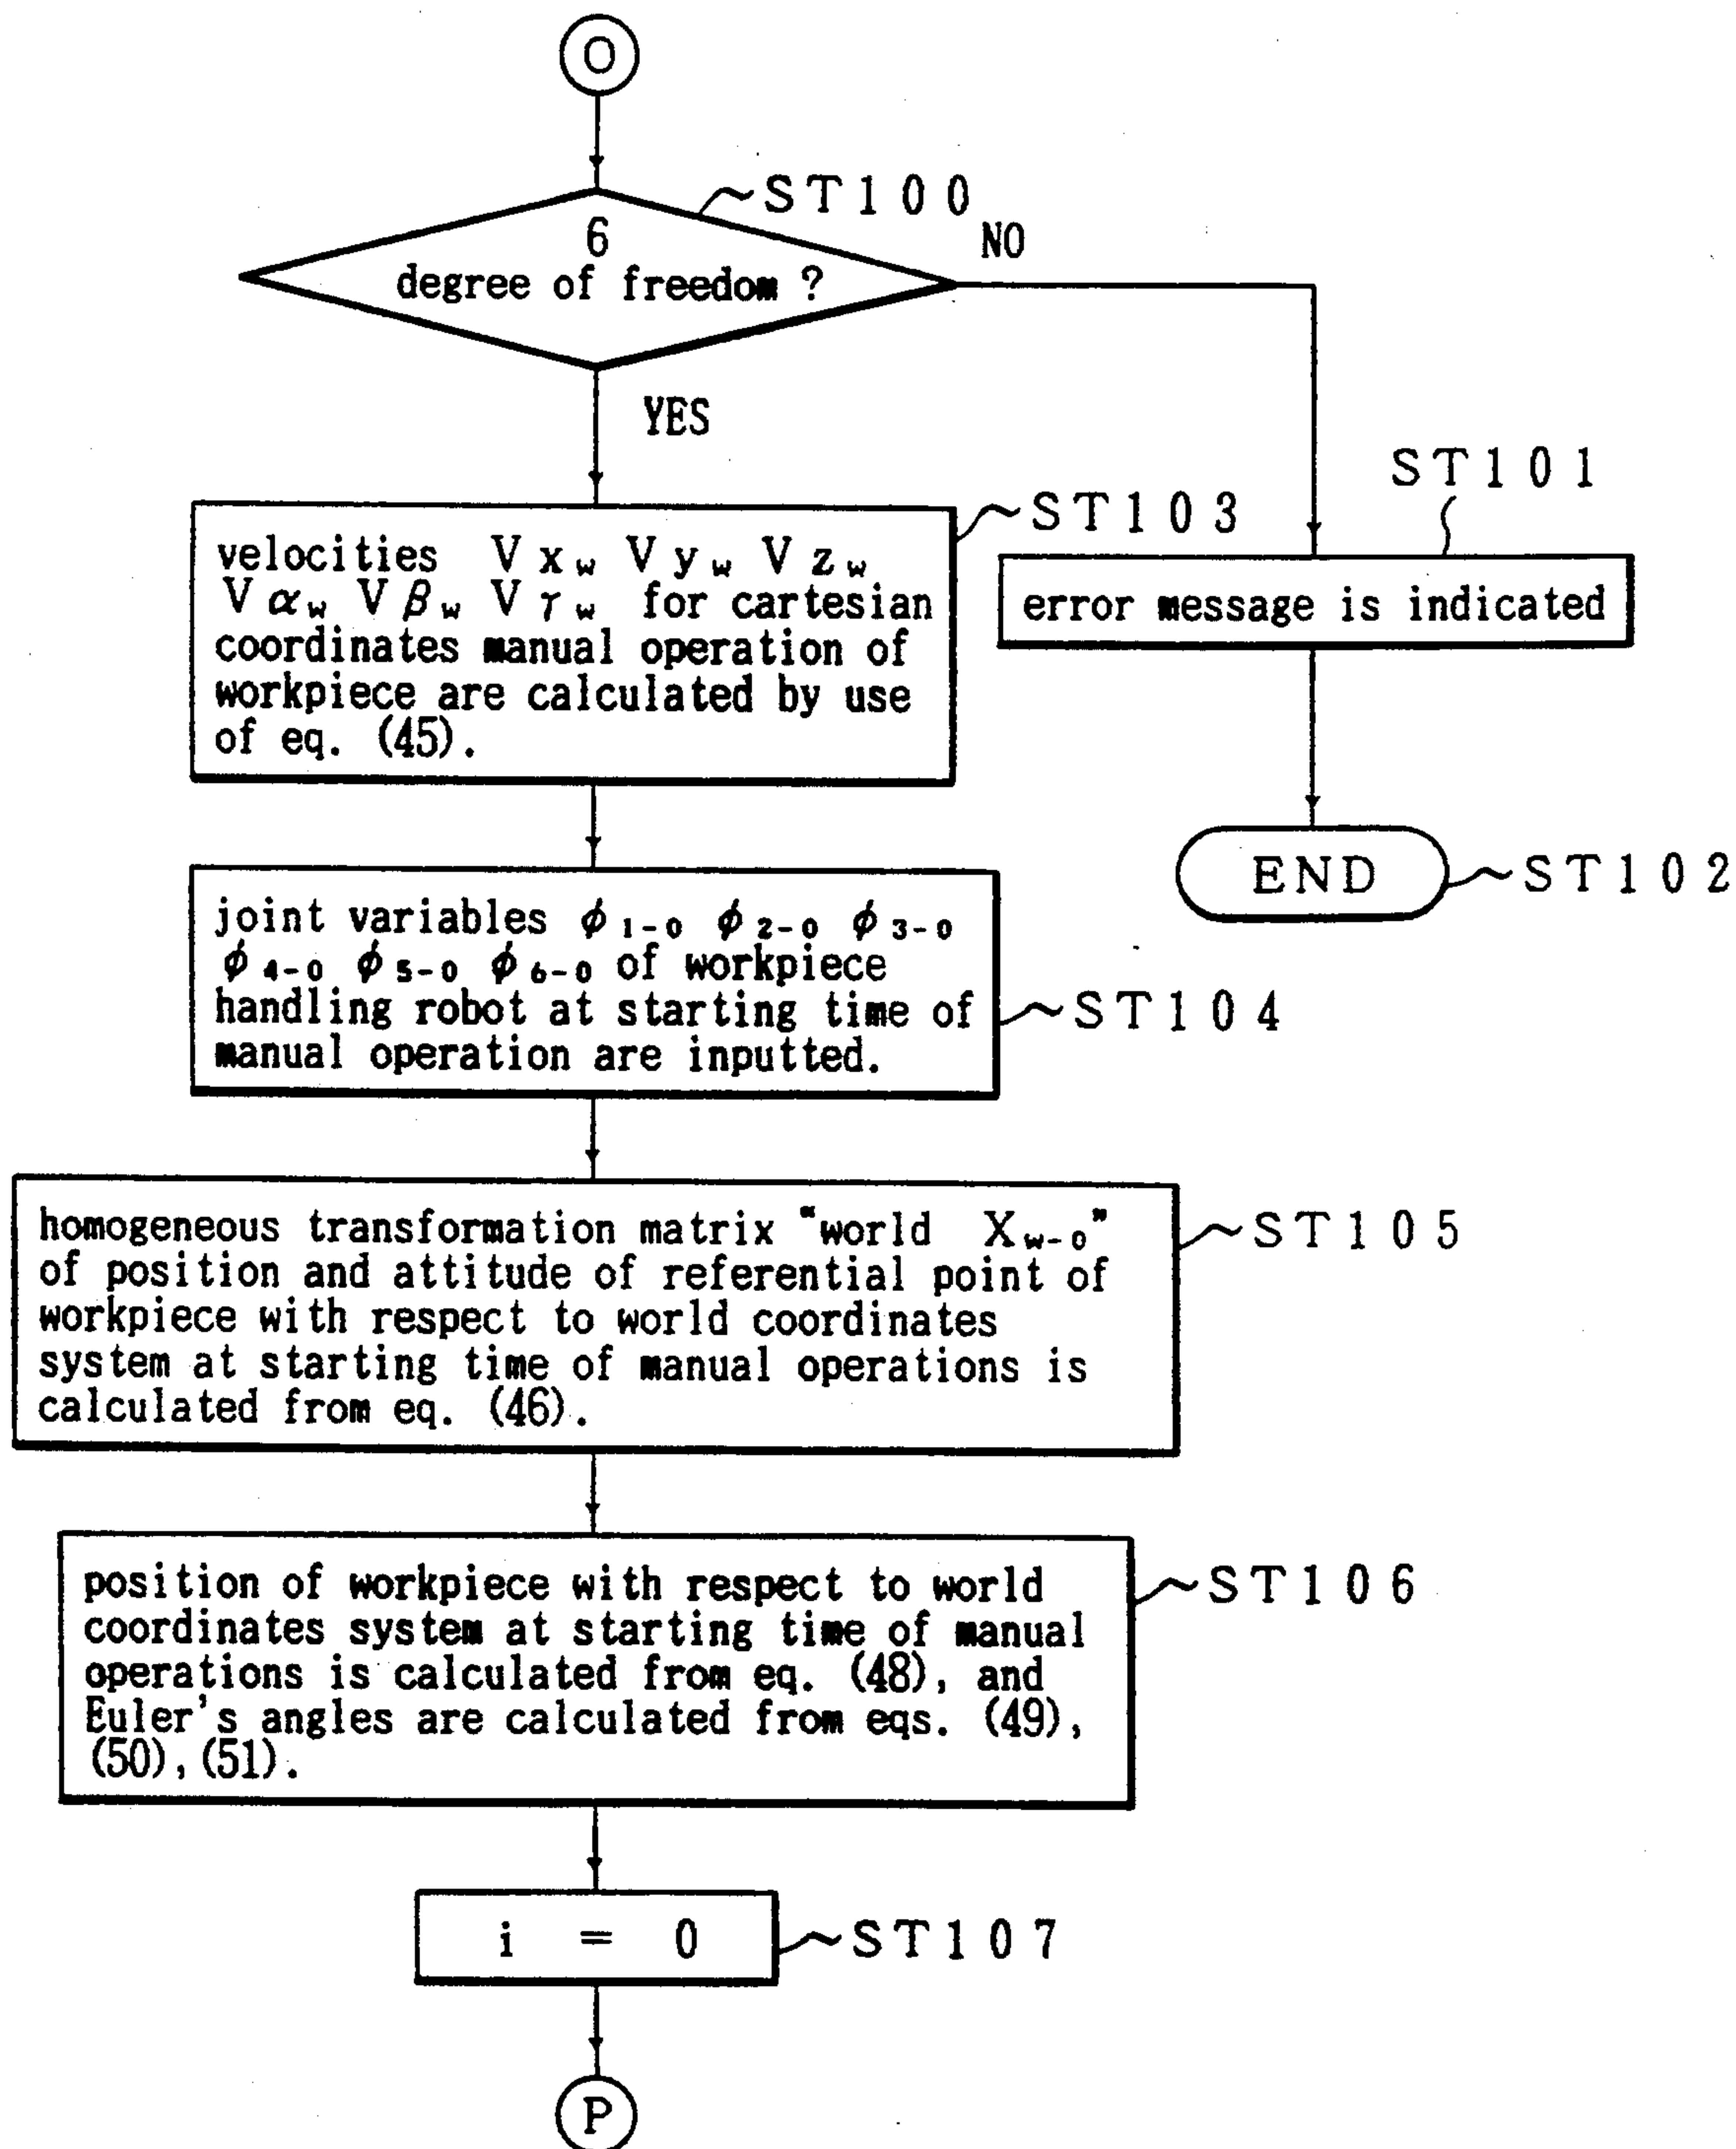 O
ST100
6
degree of freedom ?
NO
YES
ST103
velocities Vxw Vyw Vzw
Vαw Vβw Vγw for cartesian
coordinates manual operation of
workpiece are calculated by use
of eq. (45).
ST101
error message is indicated
END
ST102
joint variables ϕ1-0 ϕ2-0 ϕ3-0
ϕ4-0 ϕ5-0 ϕ6-0 of workpiece
handling robot at starting time of
manual operation are inputted.
ST104
homogeneous transformation matrix "world Xw-0"
of position and attitude of referential point of
workpiece with respect to world coordinates
system at starting time of manual operations is
calculated from eq. (46).
ST105
position of workpiece with respect to world
coordinates system at starting time of manual
operations is calculated from eq. (48), and
Euler's angles are calculated from eqs. (49),
(50), (51).
ST106
i = 0
ST107
P